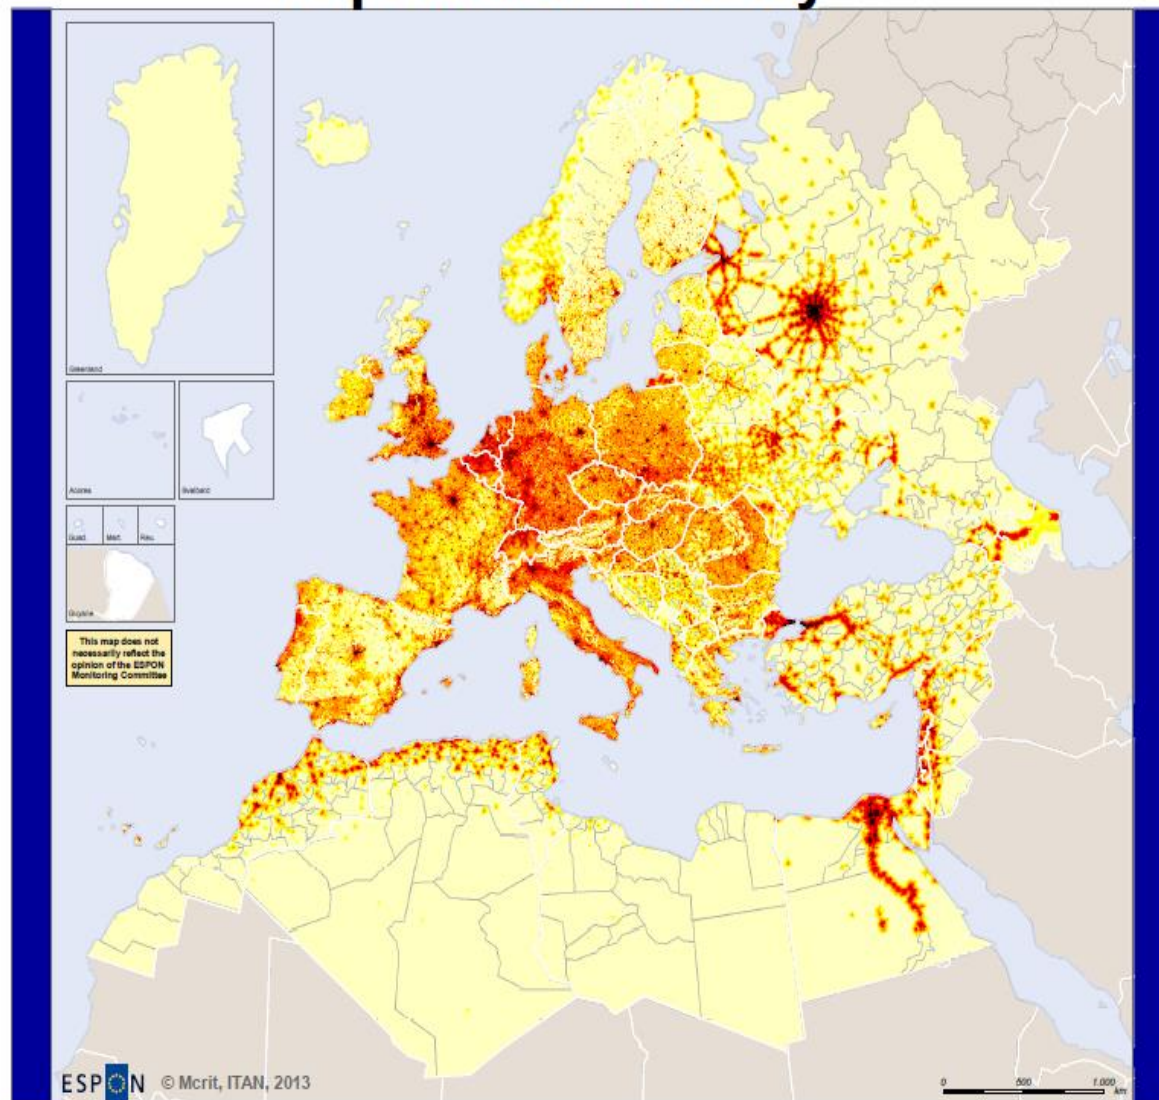 Greenland
Azores
Svalbard
Guad.
Mart.
Reu.
Guyane
This map does not
necessarily reflect the
opinion of the ESPON
Monitoring Committee
ESPON © Mcrit, ITAN, 2013
0 500 1.000
km